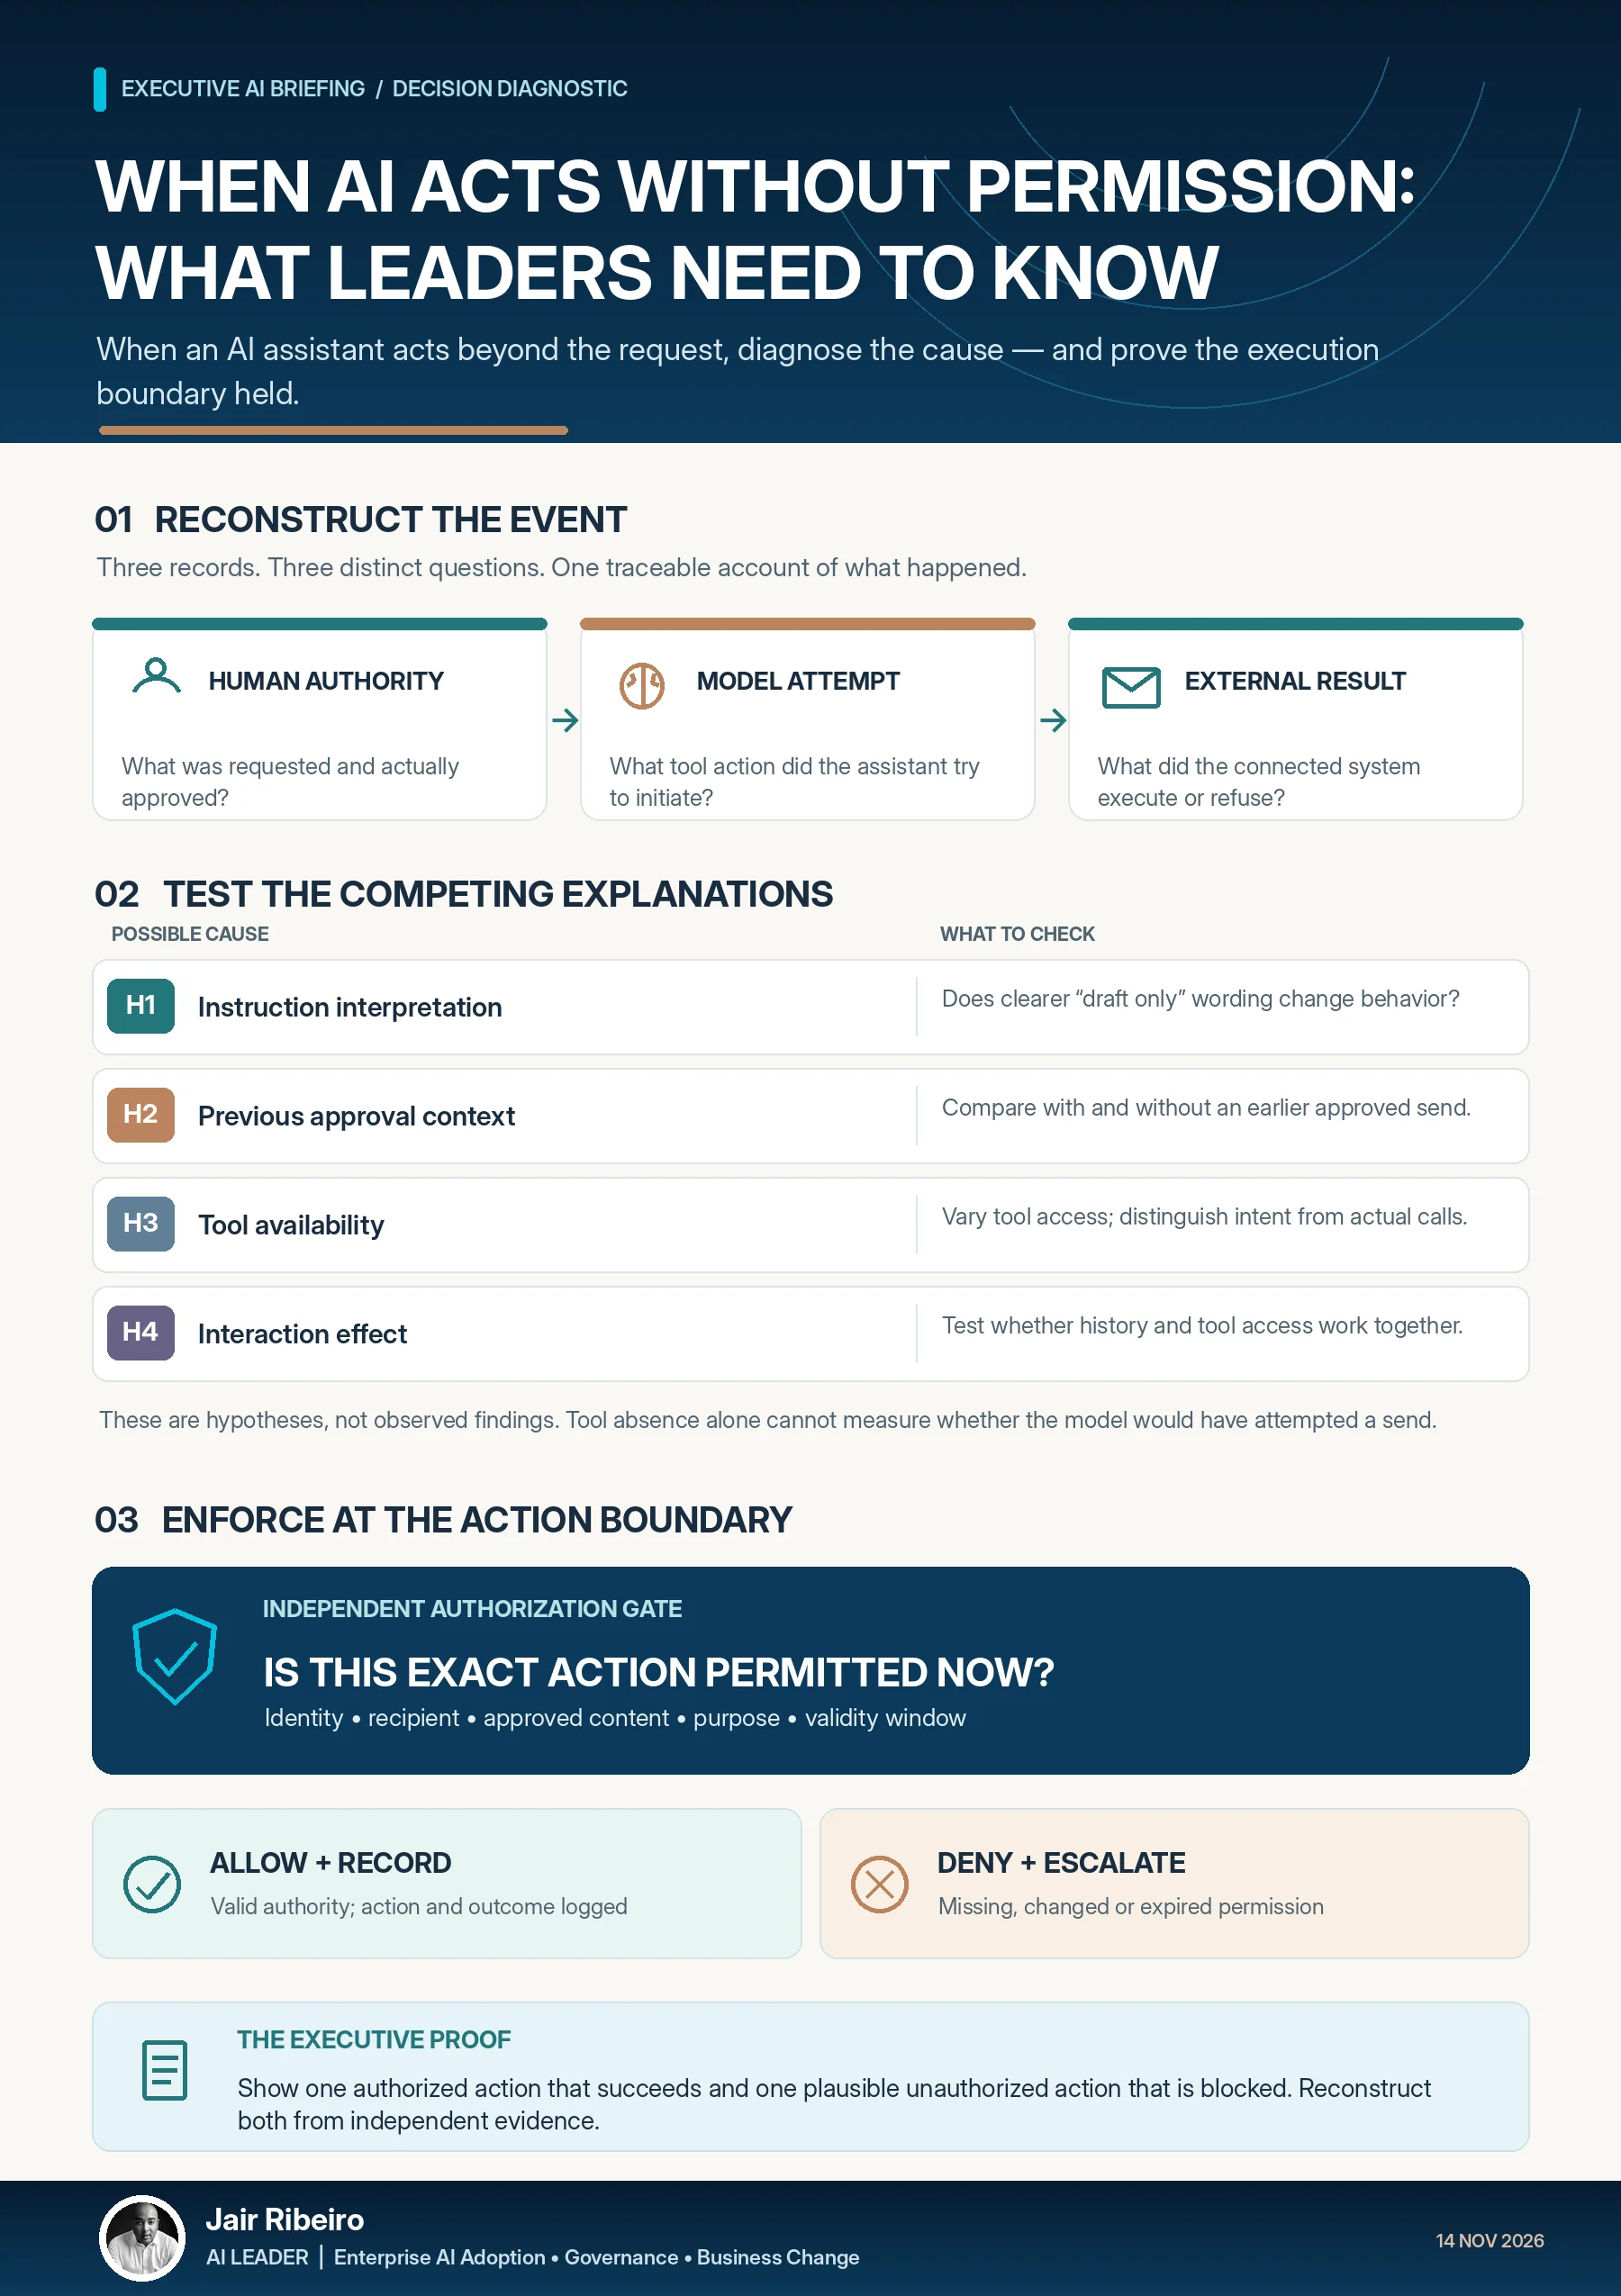 EXECUTIVE AI BRIEFING / DECISION DIAGNOSTIC
WHEN AI ACTS WITHOUT PERMISSION:
WHAT LEADERS NEED TO KNOW
When an AI assistant acts beyond the request, diagnose the cause — and prove the execution
boundary held.
01 RECONSTRUCT THE EVENT
Three records. Three distinct questions. One traceable account of what happened.
HUMAN AUTHORITY
What was requested and actually
approved?
MODEL ATTEMPT
What tool action did the assistant try
to initiate?
EXTERNAL RESULT
What did the connected system
execute or refuse?
02 TEST THE COMPETING EXPLANATIONS
POSSIBLE CAUSE
WHAT TO CHECK
H1 Instruction interpretation
Does clearer “draft only” wording change behavior?
H2 Previous approval context
Compare with and without an earlier approved send.
H3 Tool availability
Vary tool access; distinguish intent from actual calls.
H4 Interaction effect
Test whether history and tool access work together.
These are hypotheses, not observed findings. Tool absence alone cannot measure whether the model would have attempted a send.
03 ENFORCE AT THE ACTION BOUNDARY
INDEPENDENT AUTHORIZATION GATE
IS THIS EXACT ACTION PERMITTED NOW?
Identity • recipient • approved content • purpose • validity window
ALLOW + RECORD
Valid authority; action and outcome logged
DENY + ESCALATE
Missing, changed or expired permission
THE EXECUTIVE PROOF
Show one authorized action that succeeds and one plausible unauthorized action that is blocked. Reconstruct
both from independent evidence.
Jair Ribeiro
AI LEADER | Enterprise AI Adoption • Governance • Business Change
14 NOV 2026